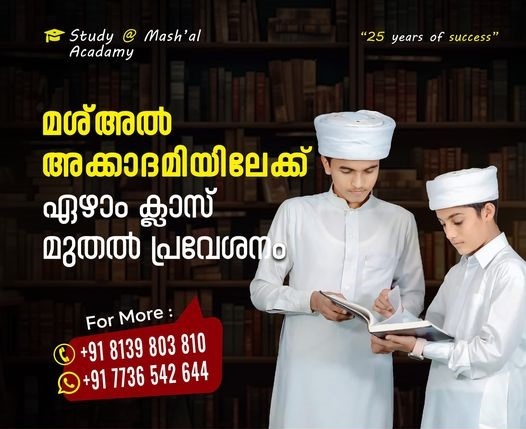 Study @ Mash'al
Acadamy
"25 years of success"
മശ്അൽ
അക്കാദമിയിലേക്ക്
ഏഴാം ക്ലാസ്
മുതൽ പ്രവേശനം
For More :
+91 8139 803 810
+91 7736 542 644